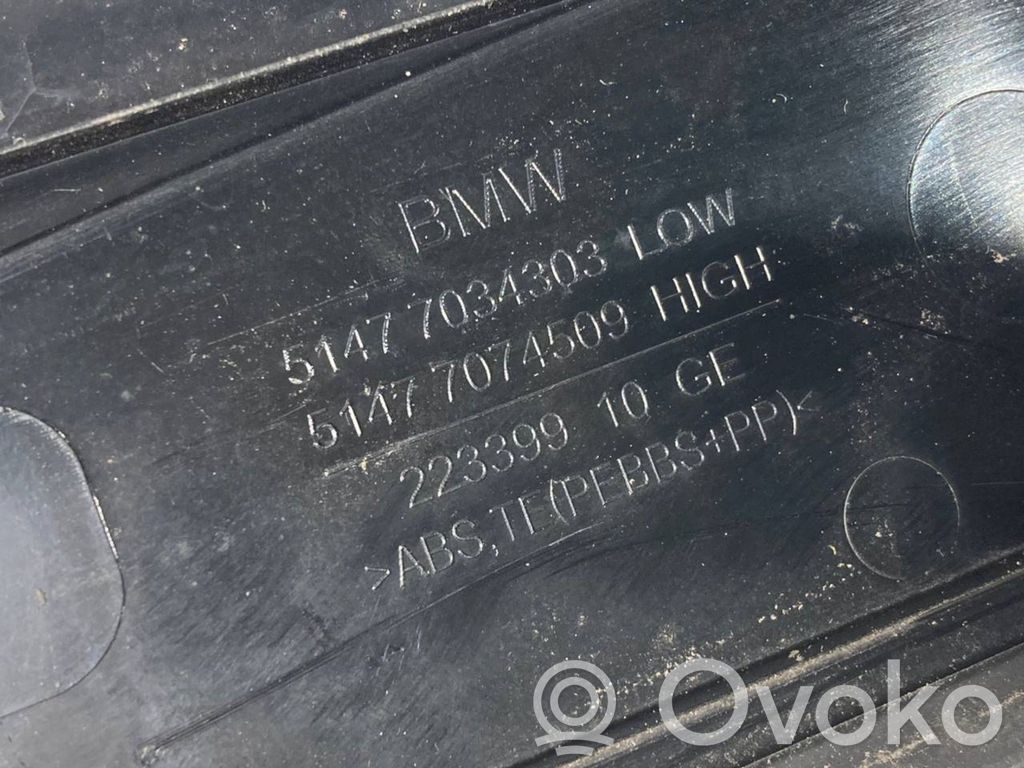 BMW
5147 7034303 LOW
5147 7074509 HIGH
223399 10 GE
>ABS,TE(PEBBS+PP)<
Ovoko